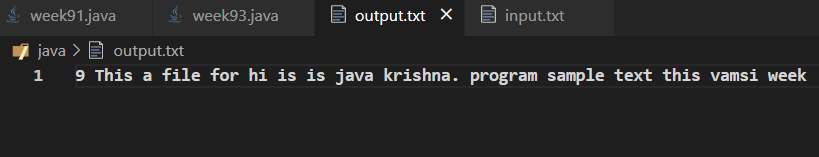 week91.java week93.java output.txt input.txt
java > output.txt
1 9 This a file for hi is is java krishna. program sample text this vamsi week